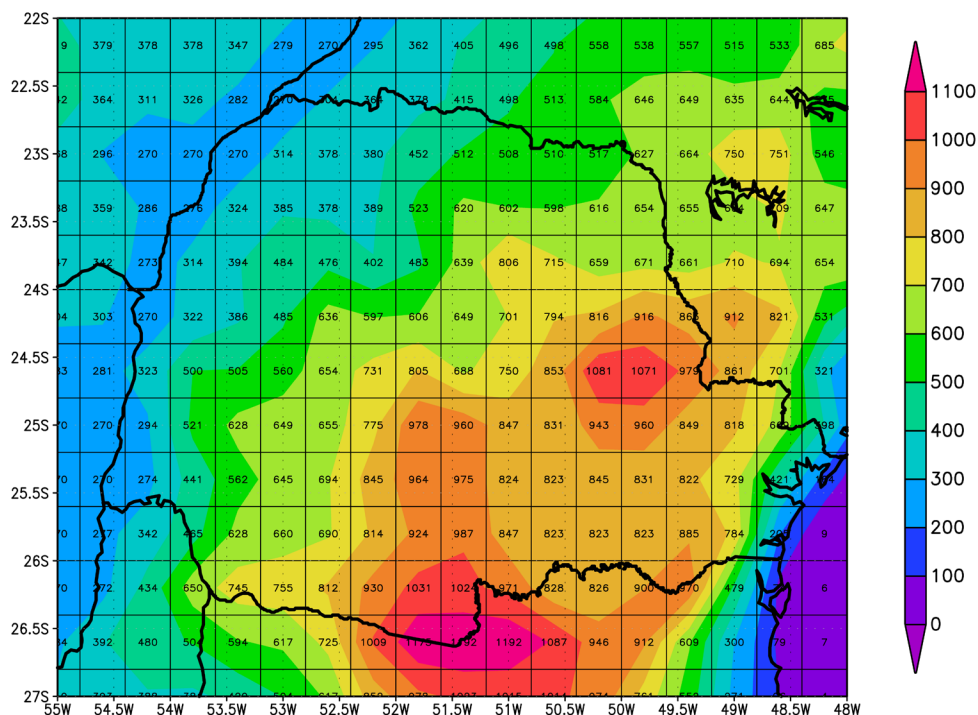 22S 9 379 378 378 347 279 270 295 362 405 496 498 558 538 557 515 533 685
22.5S 364 311 326 282 378 415 498 513 584 646 649 635 644
1100
23S 296 270 270 270 314 378 380 452 512 508 510 517 627 664 750 751 546
1000
900
23.5S 359 286 276 324 385 378 389 523 620 602 598 616 654 655 647
800
342 273 314 394 484 476 402 483 639 806 715 659 671 661 710 694 654
24S
700
303 270 322 386 485 636 597 606 649 701 794 816 916 912 821 531
600
24.5S 281 323 500 505 560 654 731 805 688 750 853 1081 1071 979 861 701 321
500
25S 270 294 521 628 649 655 775 978 960 847 831 943 960 849 818
400
300
25.5S 270 274 441 562 645 694 845 964 975 824 823 845 831 822 729 421
200
342 465 628 660 690 814 924 987 847 823 823 885 784 9
26S
100
434 650 745 755 812 930 1031 1024 971 828 826 900 970 479 6
0
26.5S 392 480 594 617 725 1009 1192 1087 946 912 609 300 79 7
27S
55W 54.5W 54W 53.5W 53W 52.5W 52W 51.5W 51W 50.5W 50W 49.5W 49W 48.5W 48W